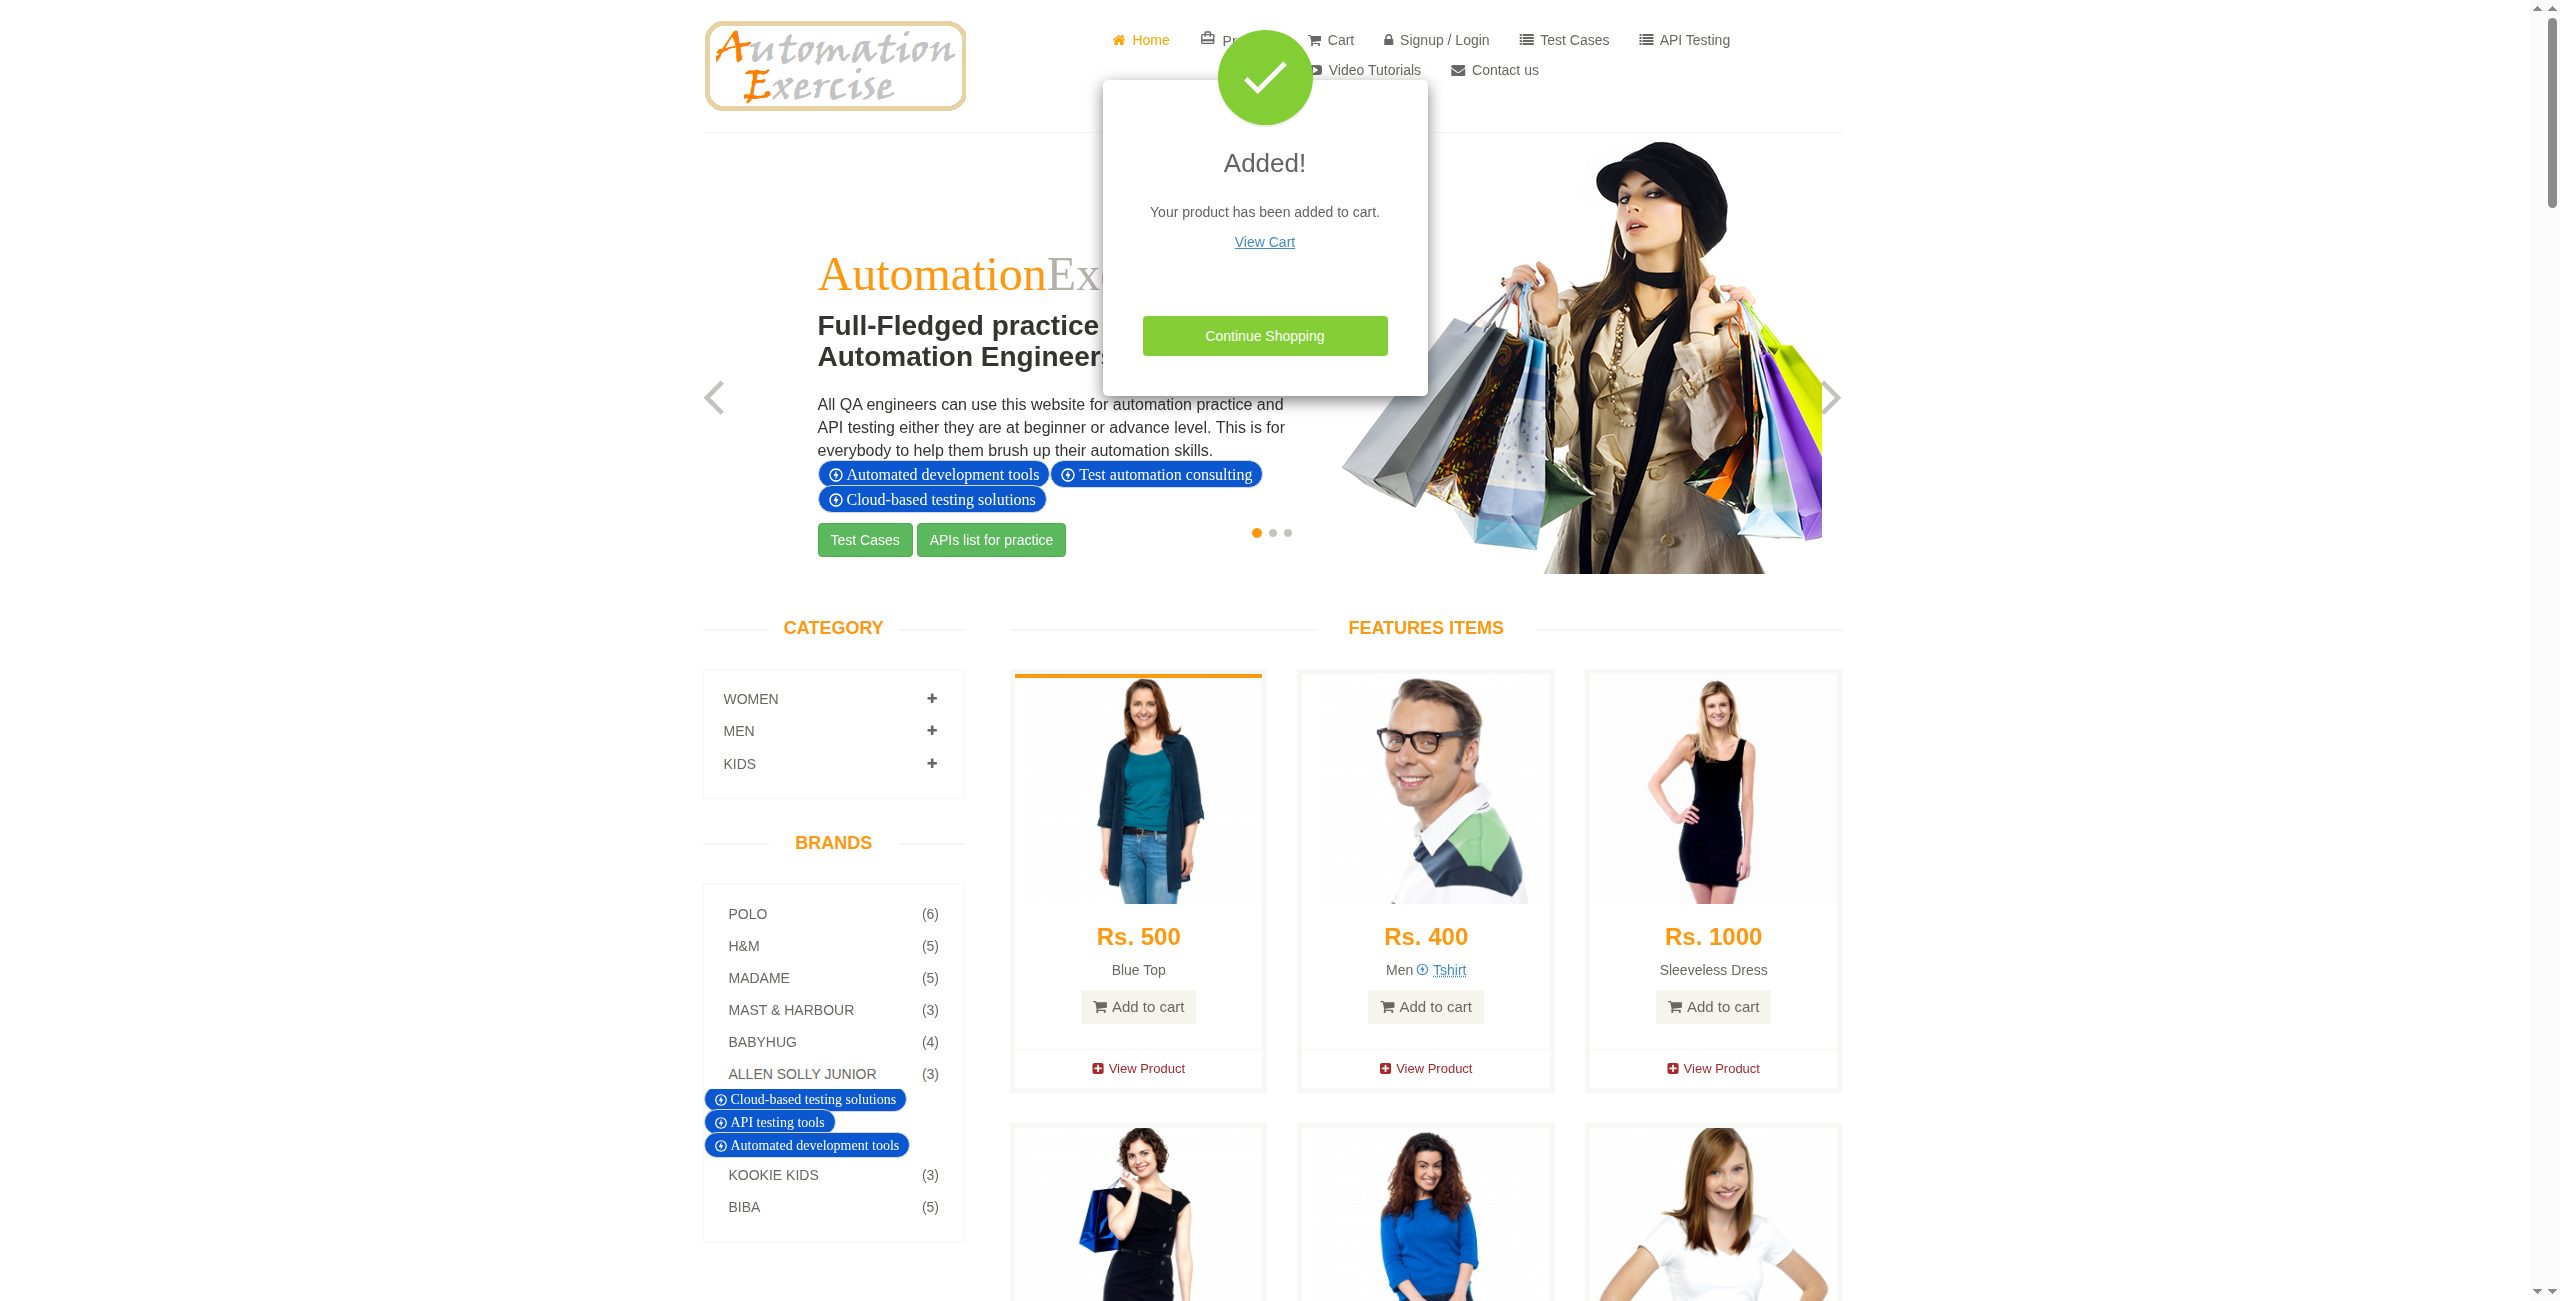 Automation
Exercise
Home
Cart
Signup / Login
Test Cases
API Testing
Video Tutorials
Contact us
Added!
Your product has been added to cart.
View Cart
Continue Shopping
AutomationEx
Full-Fledged practice
Automation Engineers
All QA engineers can use this website for automation practice and
API testing either they are at beginner or advance level. This is for
everybody to help them brush up their automation skills.
Automated development tools
Test automation consulting
Cloud-based testing solutions
Test Cases
APIs list for practice
CATEGORY
WOMEN
MEN
KIDS
BRANDS
POLO (6)
H&M (5)
MADAME (5)
MAST & HARBOUR (3)
BABYHUG (4)
ALLEN SOLLY JUNIOR (3)
Cloud-based testing solutions
API testing tools
Automated development tools
KOOKIE KIDS (3)
BIBA (5)
FEATURES ITEMS
Rs. 500
Blue Top
Add to cart
View Product
Rs. 400
Men Tshirt
Add to cart
View Product
Rs. 1000
Sleeveless Dress
Add to cart
View Product